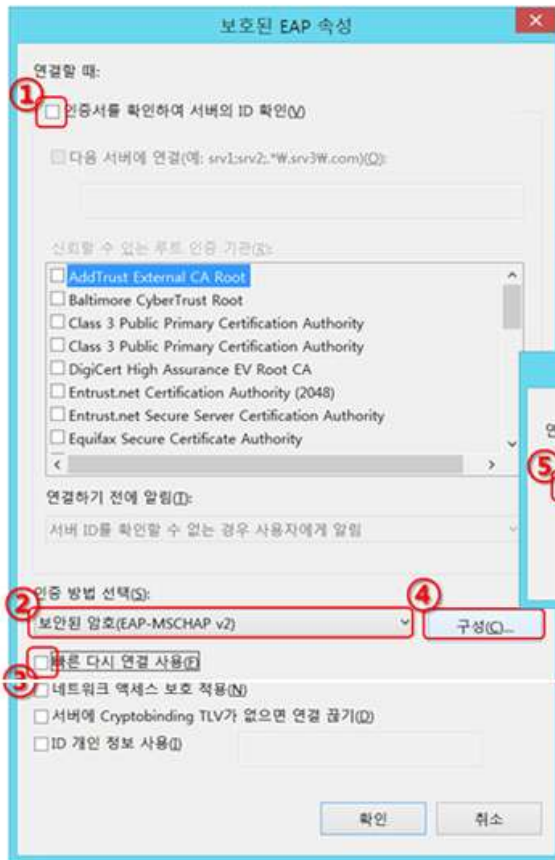 보호된 EAP 속성
연결할 때:
①
인증서를 확인하여 서버의 ID 확인(V)
다음 서버에 연결(예: srv1;srv2;.*₩.srv3₩.com)(O):
신뢰할 수 있는 루트 인증 기관(R):
AddTrust External CA Root
Baltimore CyberTrust Root
Class 3 Public Primary Certification Authority
Class 3 Public Primary Certification Authority
DigiCert High Assurance EV Root CA
Entrust.net Certification Authority (2048)
Entrust.net Secure Server Certification Authority
Equifax Secure Certificate Authority
연결하기 전에 알림(T):
서버 ID를 확인할 수 없는 경우 사용자에게 알림
인증 방법 선택(S):
② 보안된 암호(EAP-MSCHAP v2)
④ 구성(C)...
③ 빠른 다시 연결 사용(F)
네트워크 액세스 보호 적용(N)
서버에 Cryptobinding TLV가 없으면 연결 끊기(D)
ID 개인 정보 사용(I)
확인
취소
⑤